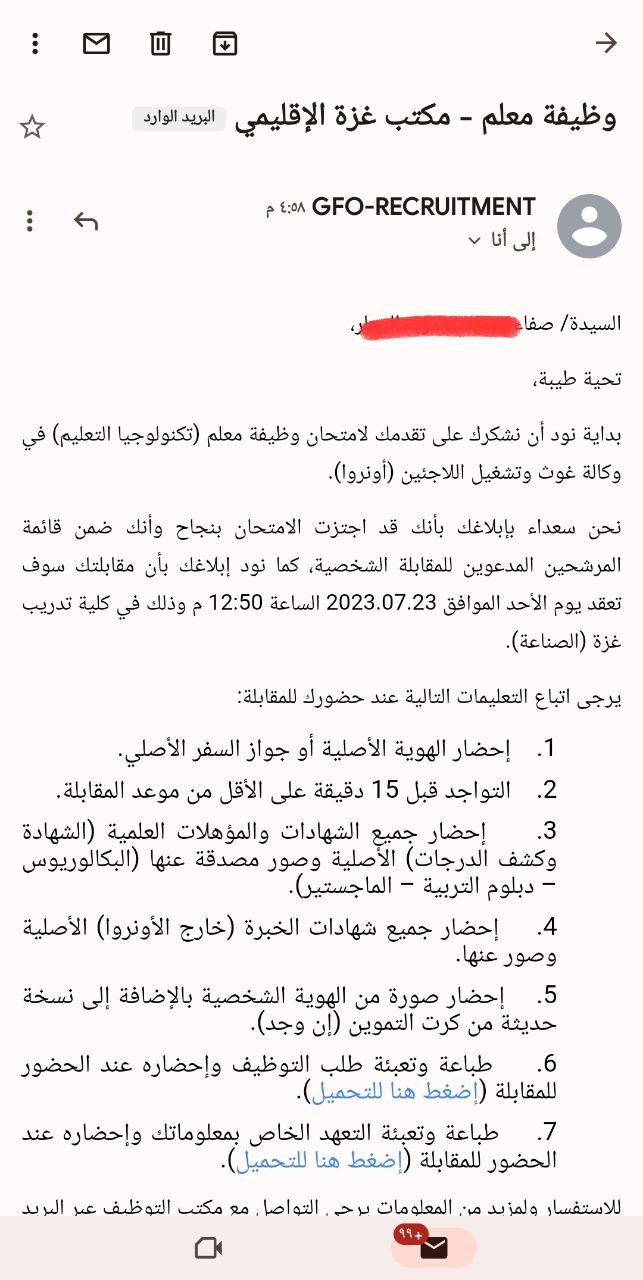 وظيفة معلم - مكتب غزة الإقليمي البريد الوارد
GFO-RECRUITMENT ٤:٥٨ م
إلى أنا
السيدة/ صفاء
تحية طيبة،
بداية نود أن نشكرك على تقدمك لامتحان وظيفة معلم (تكنولوجيا التعليم) في
وكالة غوث وتشغيل اللاجئين (أونروا).
نحن سعداء بإبلاغك بأنك قد اجتزت الامتحان بنجاح وأنك ضمن قائمة
المرشحين المدعوين للمقابلة الشخصية، كما نود إبلاغك بأن مقابلتك سوف
تعقد يوم الأحد الموافق 2023.07.23 الساعة 12:50 م وذلك في كلية تدريب
غزة (الصناعة).
يرجى اتباع التعليمات التالية عند حضورك للمقابلة:
1. إحضار الهوية الأصلية أو جواز السفر الأصلي.
2. التواجد قبل 15 دقيقة على الأقل من موعد المقابلة.
3. إحضار جميع الشهادات والمؤهلات العلمية (الشهادة
وكشف الدرجات) الأصلية وصور مصدقة عنها (البكالوريوس
– دبلوم التربية – الماجستير).
4. إحضار جميع شهادات الخبرة (خارج الأونروا) الأصلية
وصور عنها.
5. إحضار صورة من الهوية الشخصية بالإضافة إلى نسخة
حديثة من كرت التموين (إن وجد).
6. طباعة وتعبئة طلب التوظيف وإحضاره عند الحضور
للمقابلة (إضغط هنا للتحميل).
7. طباعة وتعبئة التعهد الخاص بمعلوماتك وإحضاره عند
الحضور للمقابلة (إضغط هنا للتحميل).
للاستفسار ولمزيد من المعلومات يرجى التواصل مع مكتب التوظيف عبر البريد
+٩٩